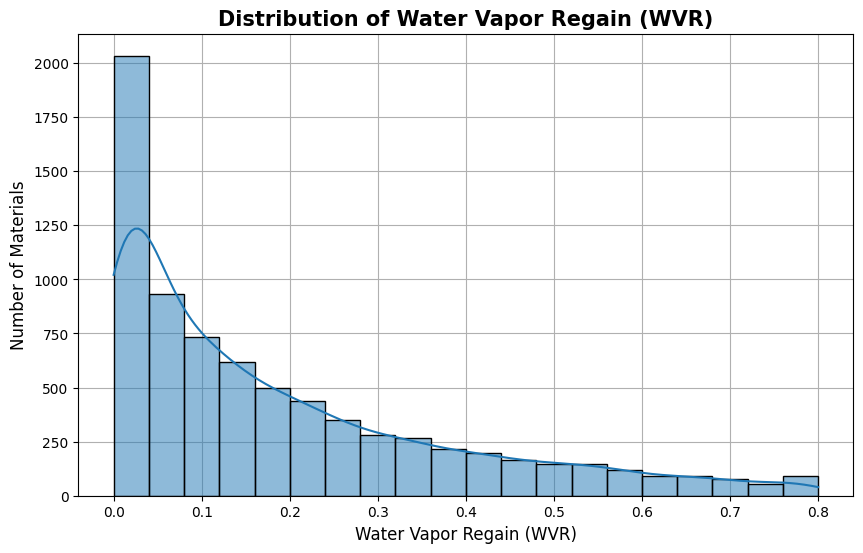 Distribution of Water Vapor Regain (WVR)
Number of Materials
2000
1750
1500
1250
1000
750
500
250
0
0.0 0.1 0.2 0.3 0.4 0.5 0.6 0.7 0.8
Water Vapor Regain (WVR)